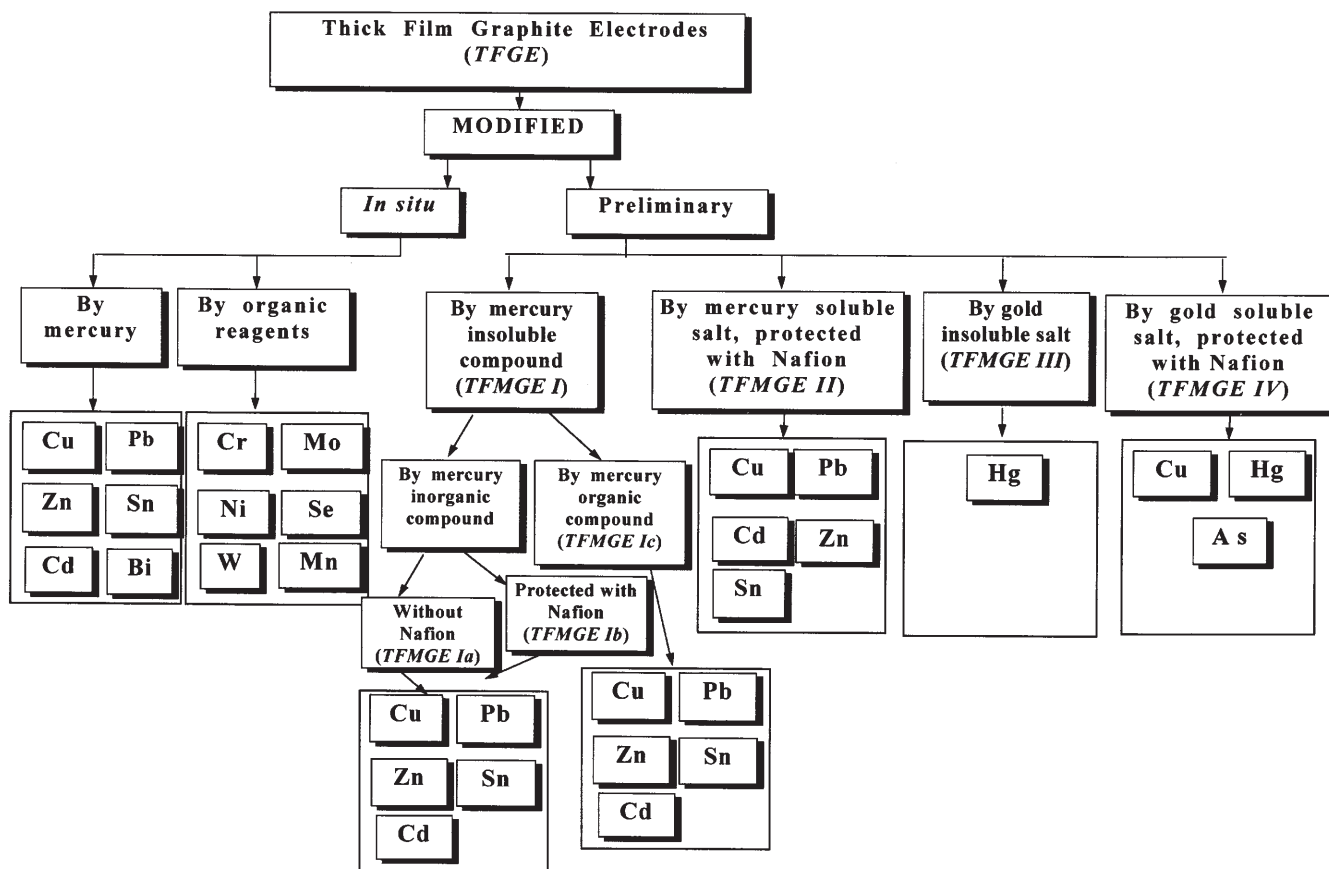 Thick Film Graphite Electrodes
(TFGE)
MODIFIED
In situ
Preliminary
By
mercury
By organic
reagents
By mercury
insoluble
compound
(TFMGE I)
By mercury soluble
salt, protected
with Nafion
(TFMGE II)
By gold
insoluble salt
(TFMGE III)
By gold soluble
salt, protected
with Nafion
(TFMGE IV)
Cu Pb
Zn Sn
Cd Bi
Cr Mo
Ni Se
W Mn
By mercury
inorganic
compound
By mercury
organic
compound
(TFMGE Ic)
Without
Nafion
(TFMGE Ia)
Protected with
Nafion
(TFMGE Ib)
Cu Pb
Zn Sn
Cd
Cu Pb
Zn Sn
Cd
Cu Pb
Cd Zn
Sn
Hg
Cu Hg
A s